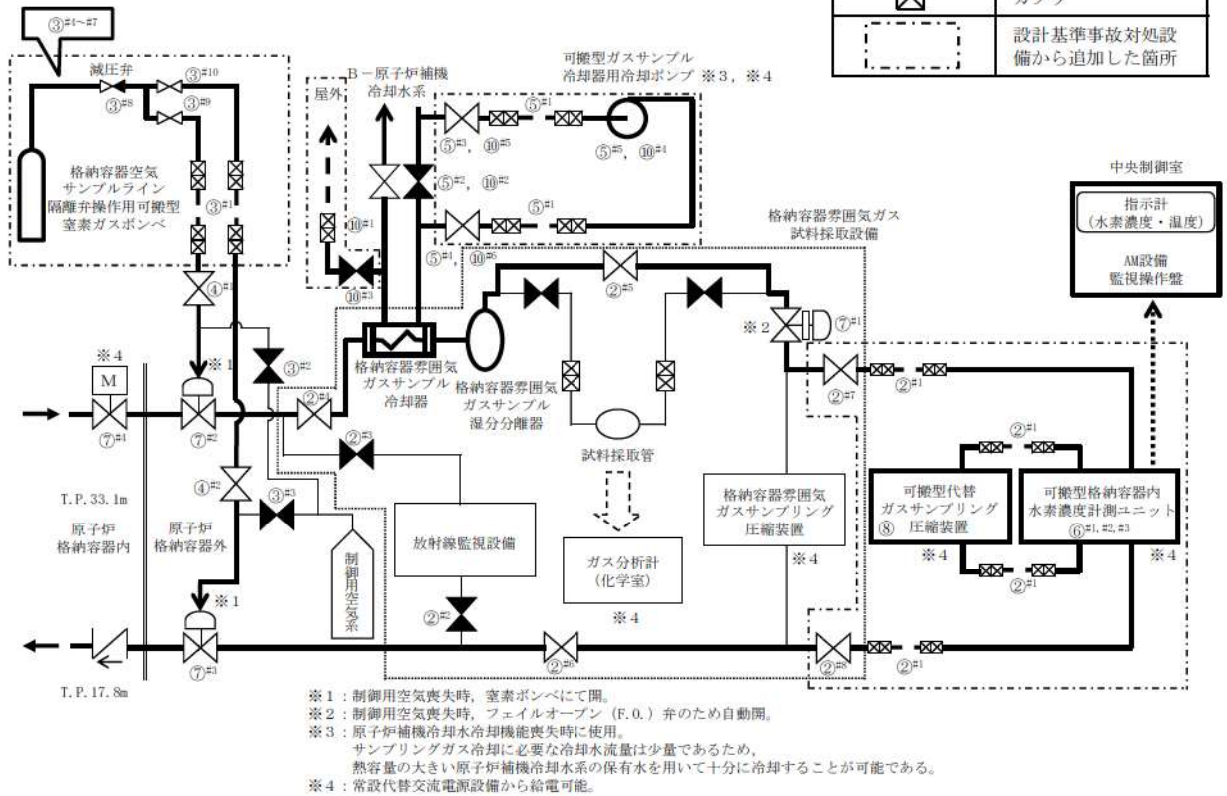 ③#4～#7
カプラ
設計基準事故対処設
備から追加した箇所
減圧弁
③#10
③#8
③#9
格納容器空気
サンプルライン
隔離弁操作用可搬型
窒素ガスボンベ
③#1
屋外
B－原子炉補機
冷却水系
可搬型ガスサンプル
冷却器用冷却ポンプ ※3，※4
⑤#1
⑤#3，⑩#5
⑤#5，⑩#4
⑤#2，⑩#2
⑤#1
⑤#4，⑩#6
⑩#1
⑩#3
中央制御室
指示計
（水素濃度・温度）
AM設備
監視操作盤
格納容器雰囲気ガス
試料採取設備
②#5
④#1
※1
③#2
※4
M
⑦#4
⑦#2
②#4
②#3
格納容器雰囲気
ガスサンプル
冷却器
格納容器雰囲気
ガスサンプル
湿分分離器
※2
⑦#1
②#7
②#1
試料採取管
④#2
③#3
T.P.33.1m
原子炉
格納容器内
原子炉
格納容器外
制御用空気系
放射線監視設備
ガス分析計
（化学室）
※4
格納容器雰囲気
ガスサンプリング
圧縮装置
※4
②#1
可搬型代替
ガスサンプリング
⑧ 圧縮装置
※4
可搬型格納容器内
水素濃度計測ユニット
⑥#1,#2,#3
※4
②#1
※1
⑦#3
②#2
②#6
②#8
②#1
T.P.17.8m
※1：制御用空気喪失時，窒素ボンベにて開。
※2：制御用空気喪失時，フェイルオープン（F.O.）弁のため自動開。
※3：原子炉補機冷却水冷却機能喪失時に使用。
サンプリングガス冷却に必要な冷却水流量は少量であるため，
熱容量の大きい原子炉補機冷却水系の保有水を用いて十分に冷却することが可能である。
※4：常設代替交流電源設備から給電可能。